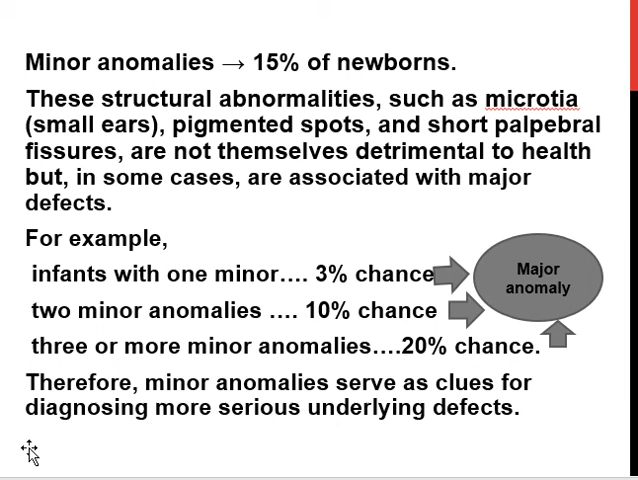 Minor anomalies → 15% of newborns.
These structural abnormalities, such as microtia
(small ears), pigmented spots, and short palpebral
fissures, are not themselves detrimental to health
but, in some cases, are associated with major
defects.
For example,
infants with one minor.... 3% chance
Major
anomaly
two minor anomalies .... 10% chance
three or more minor anomalies....20% chance.
Therefore, minor anomalies serve as clues for
diagnosing more serious underlying defects.